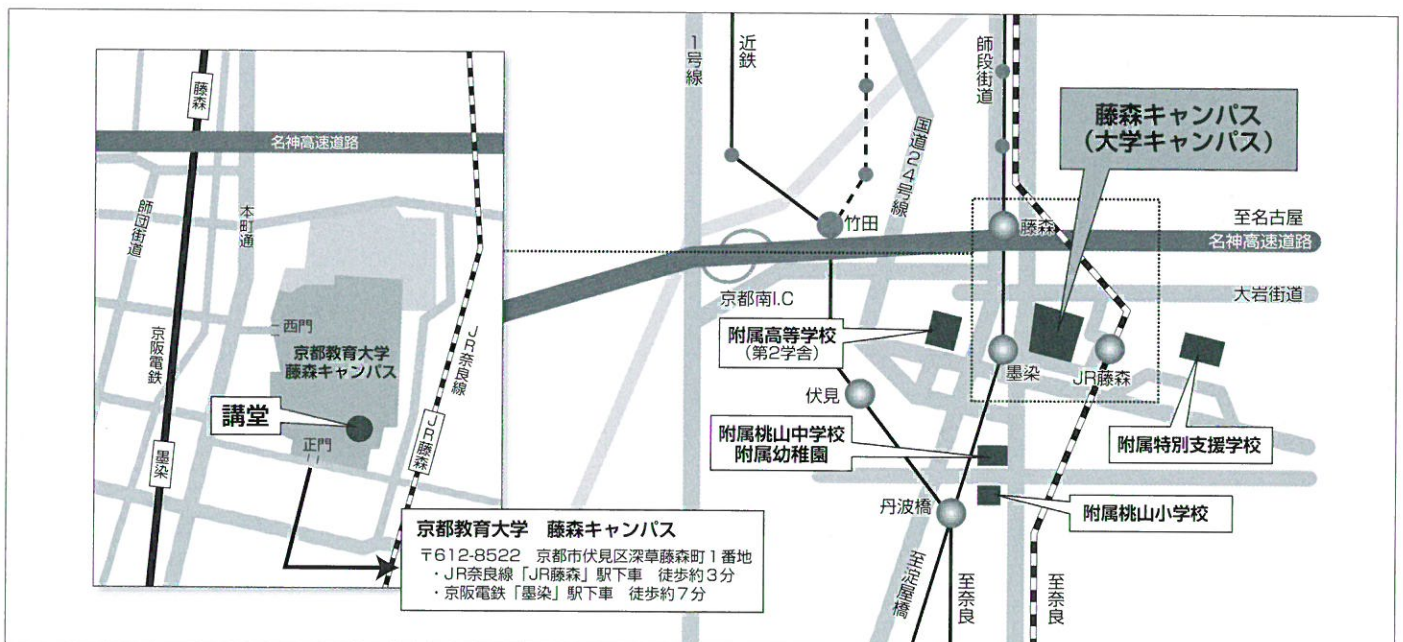 藤森
名神高速道路
師団街道
本町通
京阪電鉄
西門
京都教育大学
藤森キャンパス
JR奈良線
講堂
正門
JR藤森
墨染
京都教育大学　藤森キャンパス
〒612-8522　京都市伏見区深草藤森町1番地
・JR奈良線「JR藤森」駅下車　徒歩約3分
・京阪電鉄「墨染」駅下車　徒歩約7分
1号線
近鉄
師段街道
国道24号線
藤森キャンパス
(大学キャンパス)
竹田
藤森
至名古屋
名神高速道路
京都南I.C
大岩街道
附属高等学校
(第2学舎)
墨染
JR藤森
伏見
附属桃山中学校
附属幼稚園
附属特別支援学校
丹波橋
附属桃山小学校
至淀屋橋
至奈良
至奈良